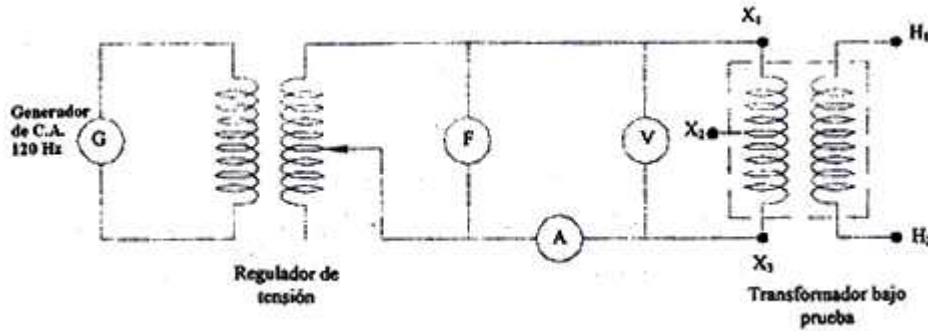 X₁
H₁
Generador
de C.A.
120 Hz
G
F
V
X₂
A
X₃
H₂
Regulador de
tensión
Transformador bajo
prueba